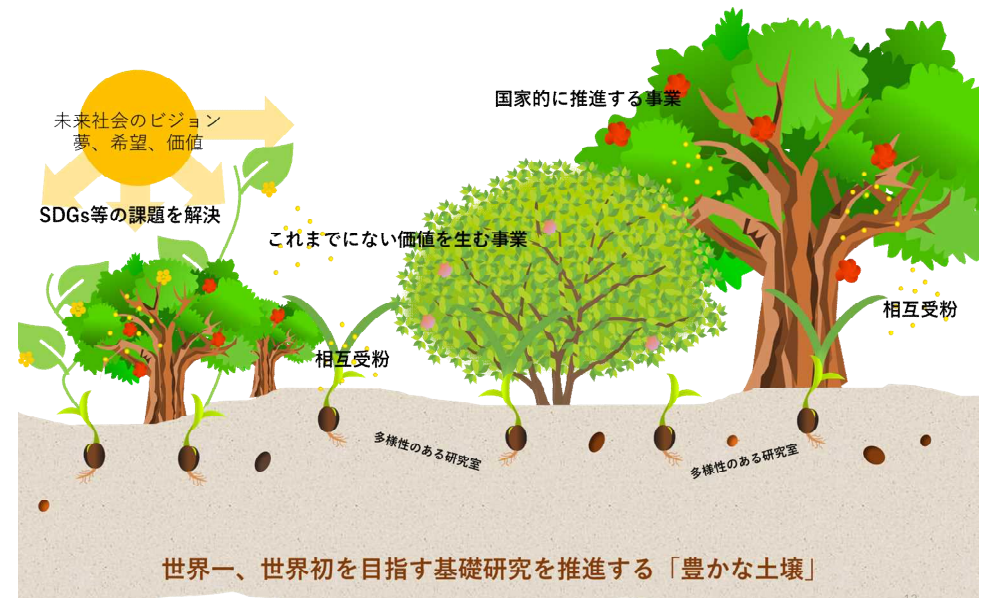 国家的に推進する事業
未来社会のビジョン
夢、希望、価値
SDGs等の課題を解決
これまでにない価値を生む事業
相互受粉
相互受粉
多様性のある研究室
多様性のある研究室
世界一、世界初を目指す基礎研究を推進する「豊かな土壌」